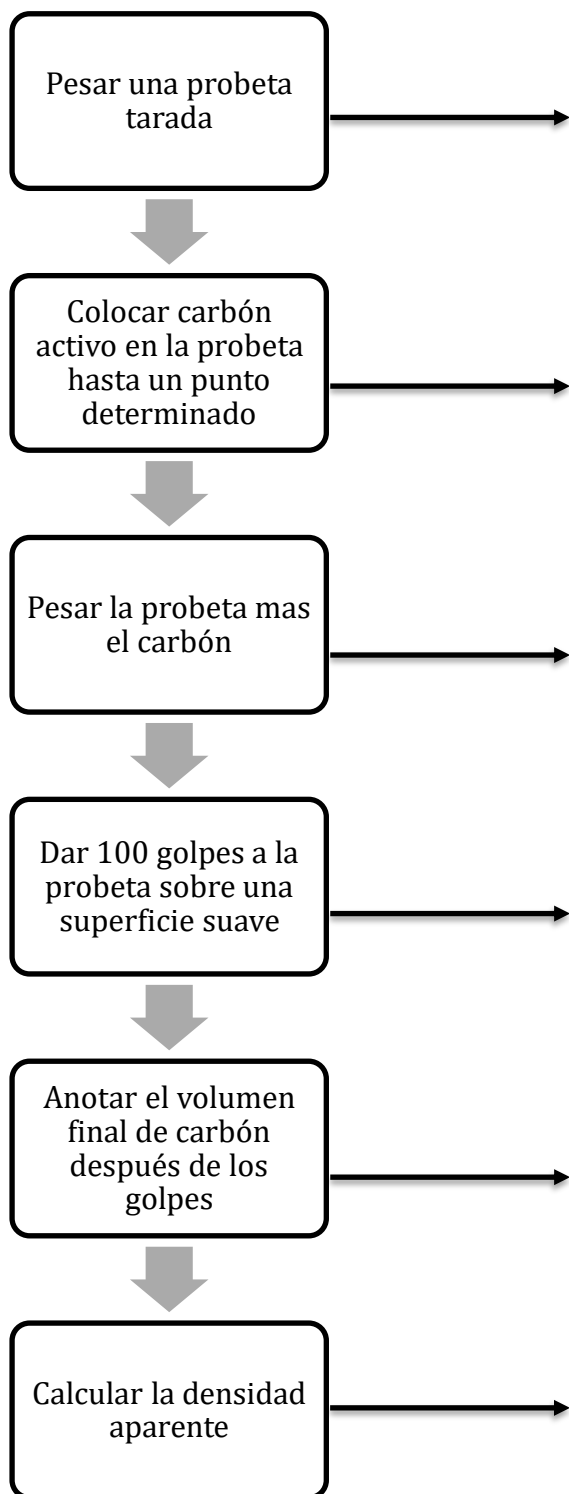 Pesar una probeta
tarada
Colocar carbón
activo en la probeta
hasta un punto
determinado
Pesar la probeta mas
el carbón
Dar 100 golpes a la
probeta sobre una
superficie suave
Anotar el volumen
final de carbón
después de los
golpes
Calcular la densidad
aparente